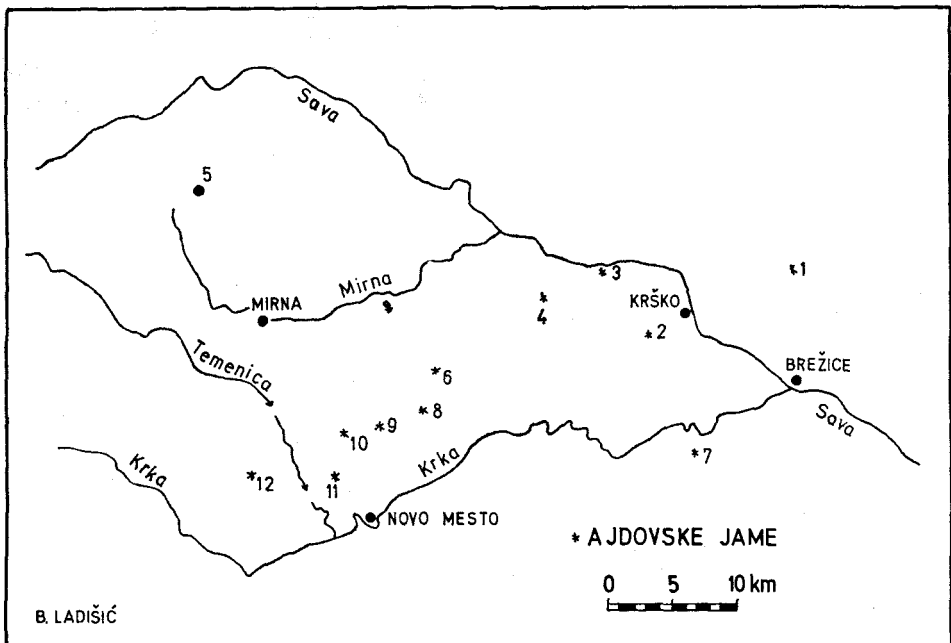 Sava
5
*1
*3
Mirna
MIRNA
4
KRŠKO
*2
Temenica
BREŽICE
*6
*8
*9
*10
Krka
Sava
Krka
*7
*12
11
NOVO MESTO
* AJDOVSKE JAME
0 5 10 km
B. LADIŠIĆ